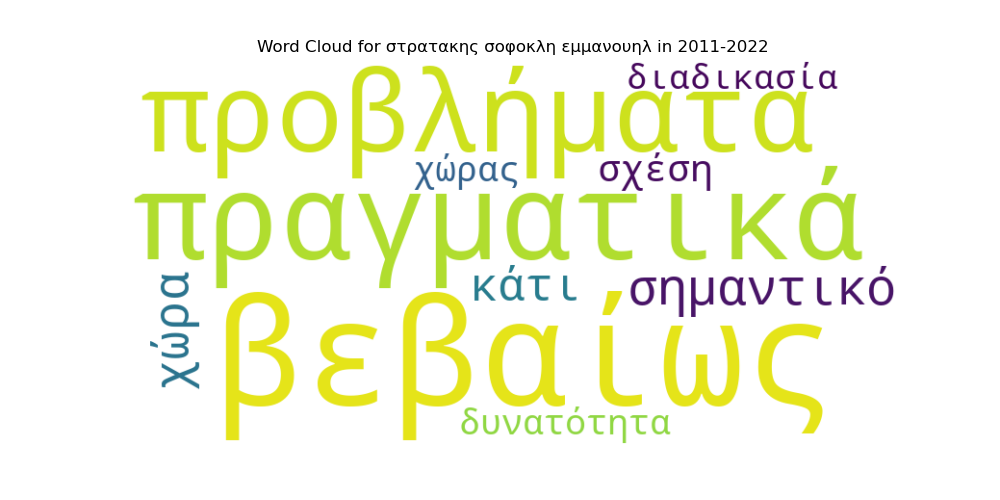 Word Cloud for στρατακης σοφοκλη εμμανουηλ in 2011-2022
διαδικασία
προβλήματα
χώρας σχέση
πραγματικά
χώρα κάτι σημαντικό
βεβαίως
δυνατότητα